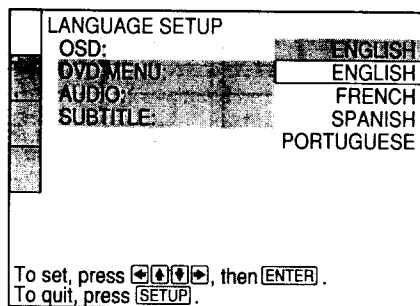 LANGUAGE SETUP
OSD: ENGLISH
DVD MENU: ENGLISH
AUDIO: FRENCH
SUBTITLE: SPANISH
PORTUGUESE
To set, press ←↑↓→, then ENTER.
To quit, press SETUP.